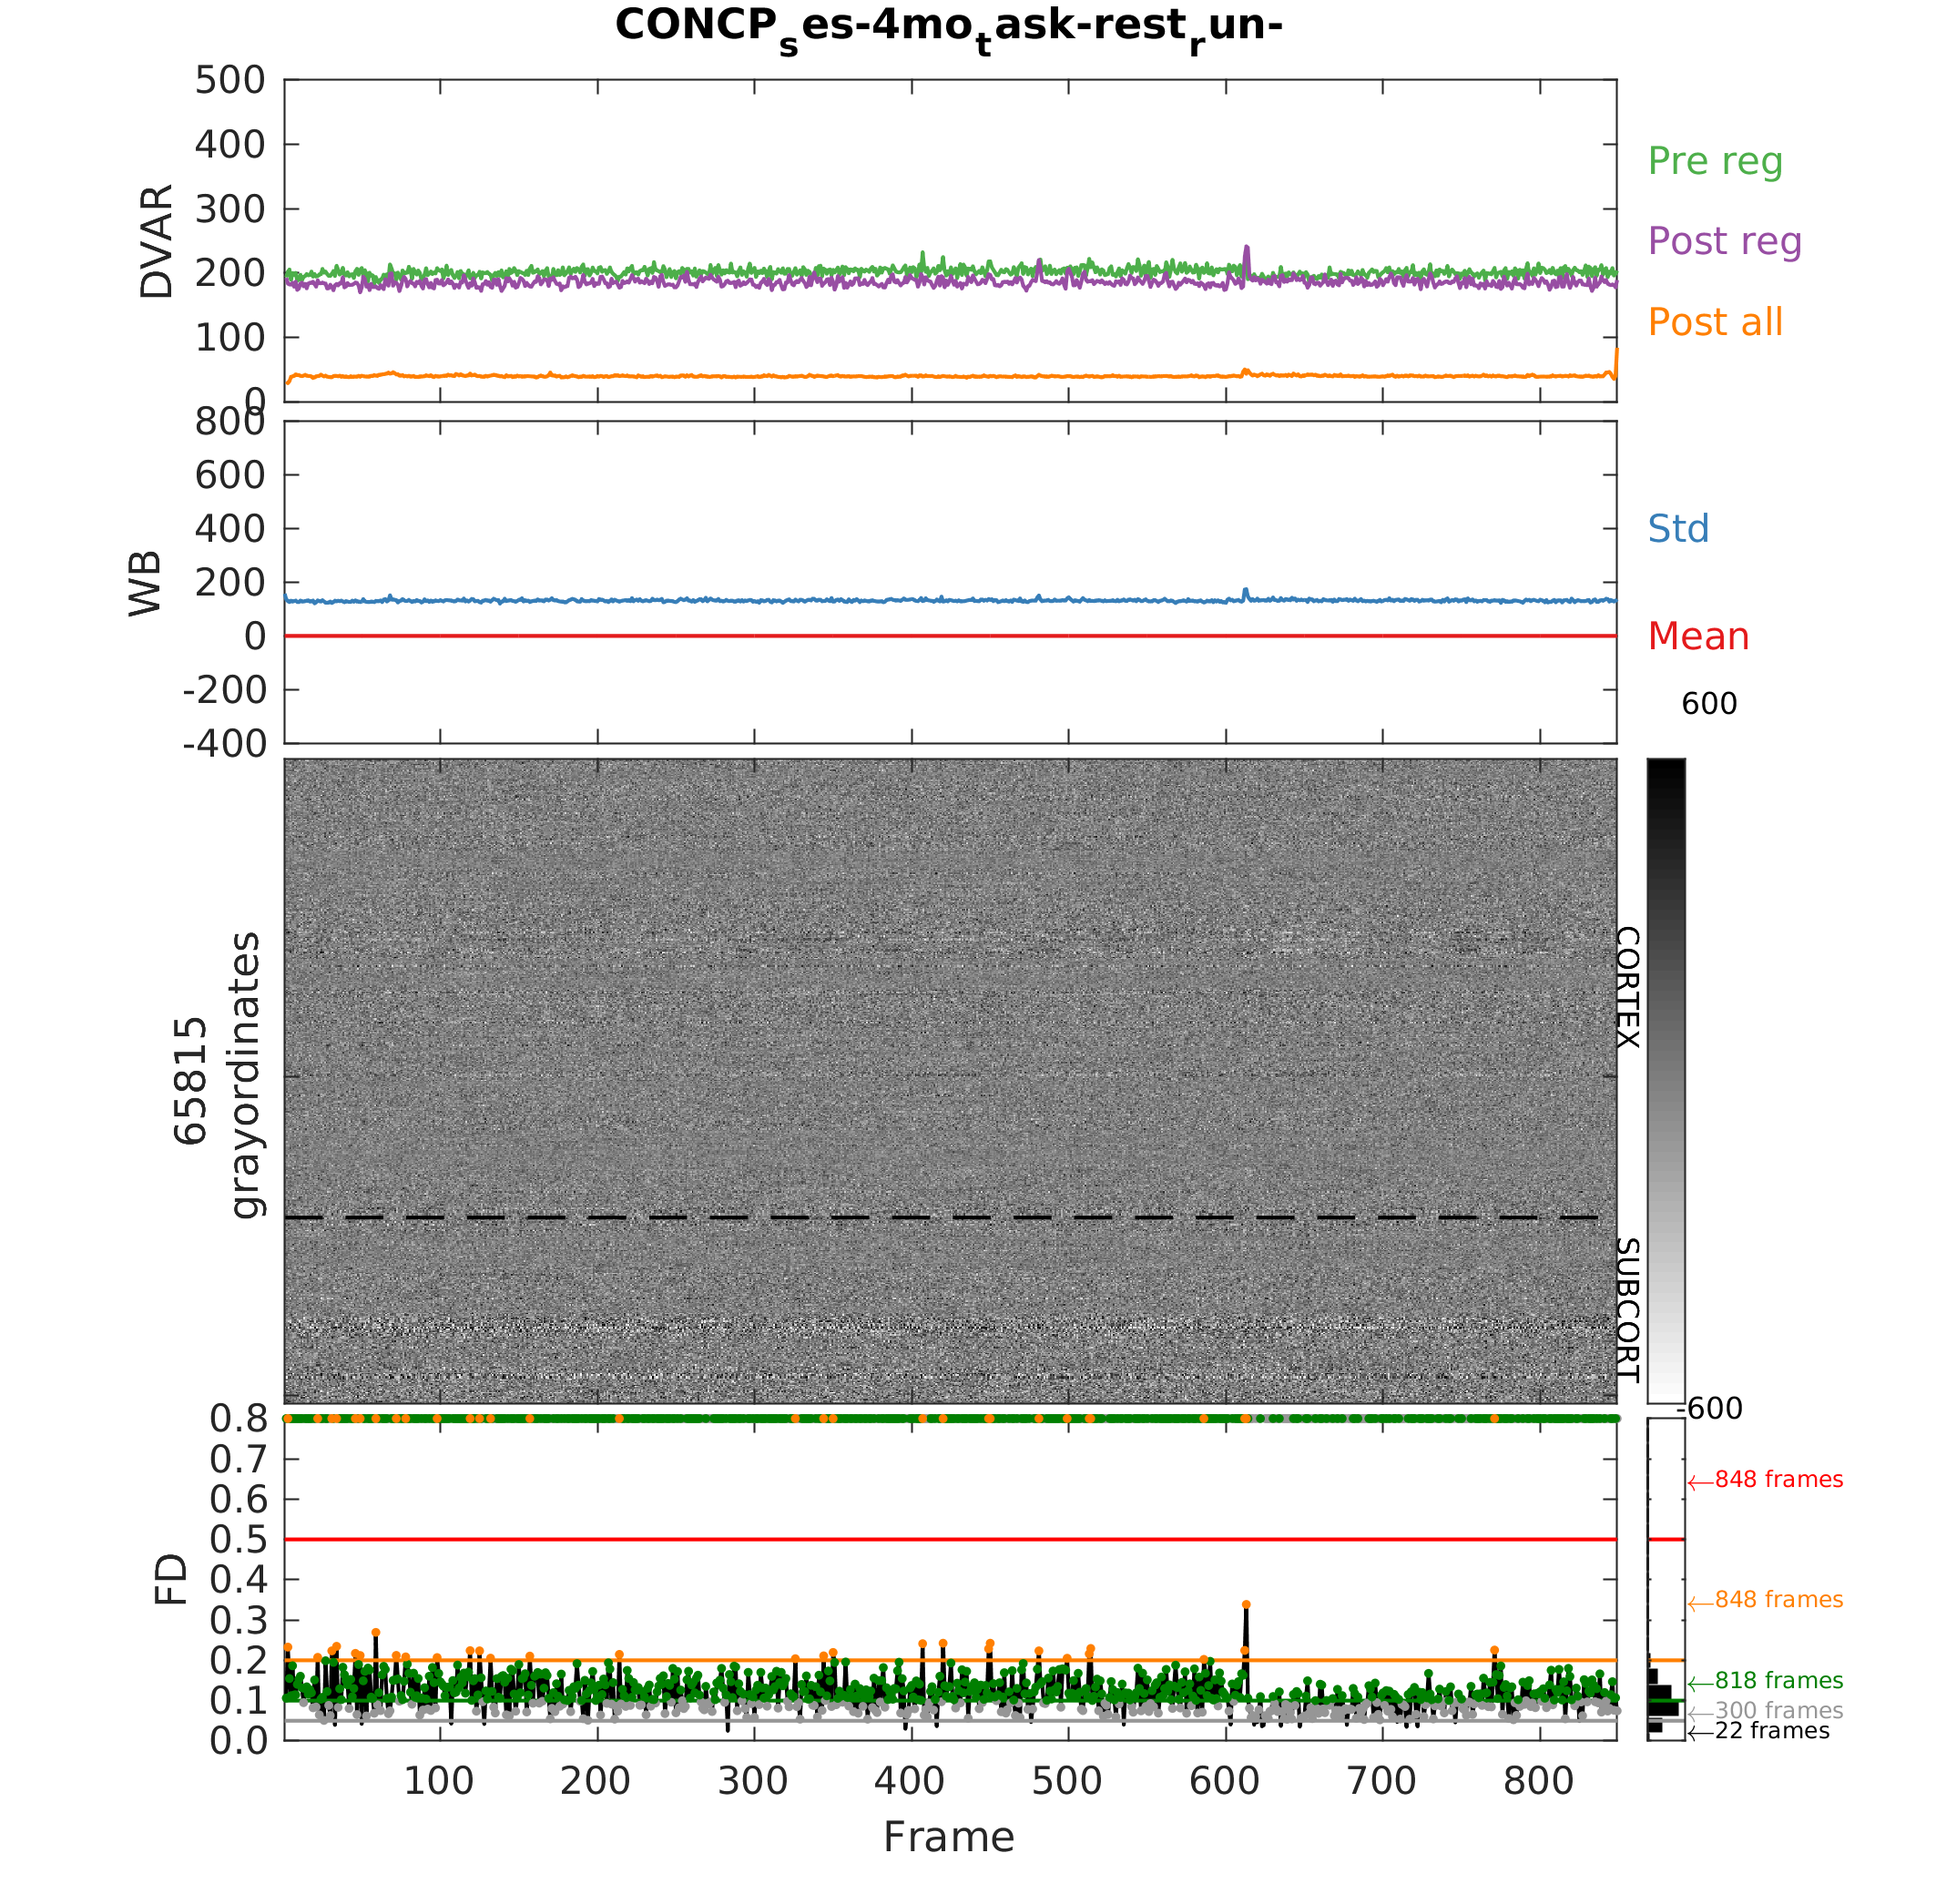 CONCPses-4motask-restrun-
500
400
300
200
100
0
DVAR
Pre reg
Post reg
Post all
800
600
400
200
0
-200
-400
WB
Std
Mean
600
65815
grayordinates
CORTEX
SUBCORT
-600
0.8
0.7
0.6
0.5
0.4
0.3
0.2
0.1
0.0
FD
←848 frames
←848 frames
←818 frames
←300 frames
←22 frames
100 200 300 400 500 600 700 800
Frame